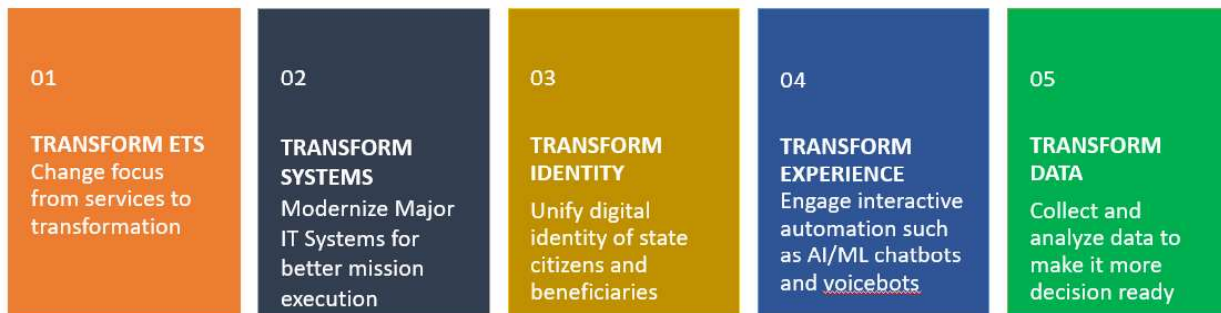 01
TRANSFORM ETS
Change focus
from services to
transformation
02
TRANSFORM
SYSTEMS
Modernize Major
IT Systems for
better mission
execution
03
TRANSFORM
IDENTITY
Unify digital
identity of state
citizens and
beneficiaries
04
TRANSFORM
EXPERIENCE
Engage interactive
automation such
as AI/ML chatbots
and voicebots
05
TRANSFORM
DATA
Collect and
analyze data to
make it more
decision ready